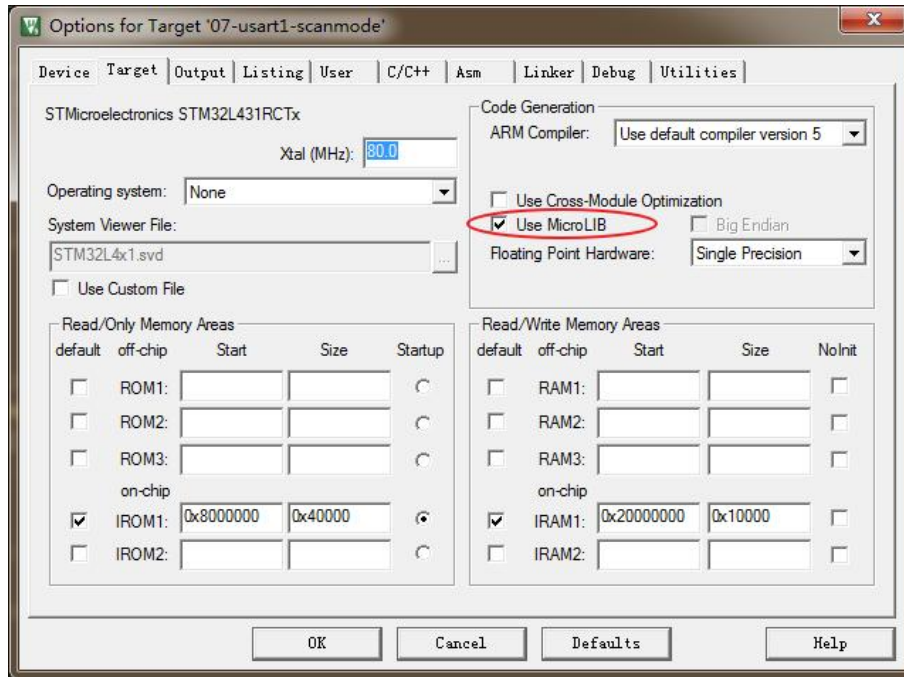 Options for Target '07-usart1-scanmode'
Device Target Output Listing User C/C++ Asm Linker Debug Utilities
STMicroelectronics STM32L431RCTx
Xtal (MHz): 80.0
Operating system: None
System Viewer File:
STM32L4x1.svd
...
Use Custom File
Code Generation
ARM Compiler: Use default compiler version 5
Use Cross-Module Optimization
Use MicroLIB Big Endian
Floating Point Hardware: Single Precision
Read/Only Memory Areas
default off-chip Start Size Startup
ROM1:
ROM2:
ROM3:
on-chip
IROM1: 0x8000000 0x40000
IROM2:
Read/Write Memory Areas
default off-chip Start Size NoInit
RAM1:
RAM2:
RAM3:
on-chip
IRAM1: 0x20000000 0x10000
IRAM2:
OK Cancel Defaults Help